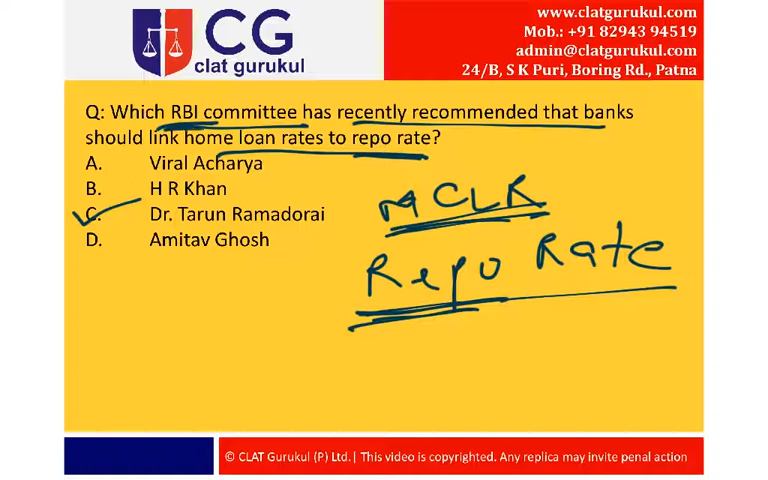 CG
clat gurukul
www.clatgurukul.com
Mob.: +91 82943 94519
admin@clatgurukul.com
24/B, S K Puri, Boring Rd., Patna
Q: Which RBI committee has recently recommended that banks
should link home loan rates to repo rate?
A. Viral Acharya
B. H R Khan
C. Dr. Tarun Ramadorai
D. Amitav Ghosh
MCLR
Repo Rate
© CLAT Gurukul (P) Ltd.| This video is copyrighted. Any replica may invite penal action